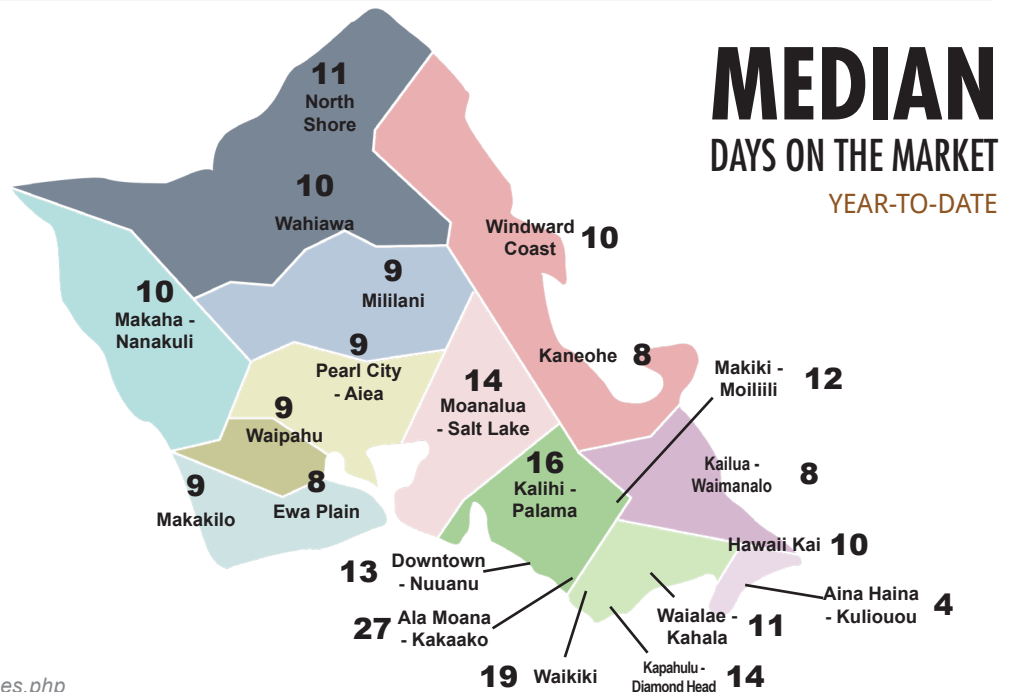 MEDIAN
DAYS ON THE MARKET
YEAR-TO-DATE
11
North
Shore
10
Wahiawa
Windward
Coast 10
9
Mililani
10
Makaha -
Nanakuli
9
Pearl City
- Aiea
Kaneohe 8
14
Moanalua
- Salt Lake
Makiki -
Moiliili 12
9
Waipahu
16
Kalihi -
Palama
Kailua -
Waimanalo 8
9
Makakilo
8
Ewa Plain
Hawaii Kai 10
13 Downtown
- Nuuanu
Aina Haina
- Kuliouou 4
27 Ala Moana
- Kakaako
Waialae -
Kahala 11
19 Waikiki
Kapahulu -
Diamond Head 14
es.php